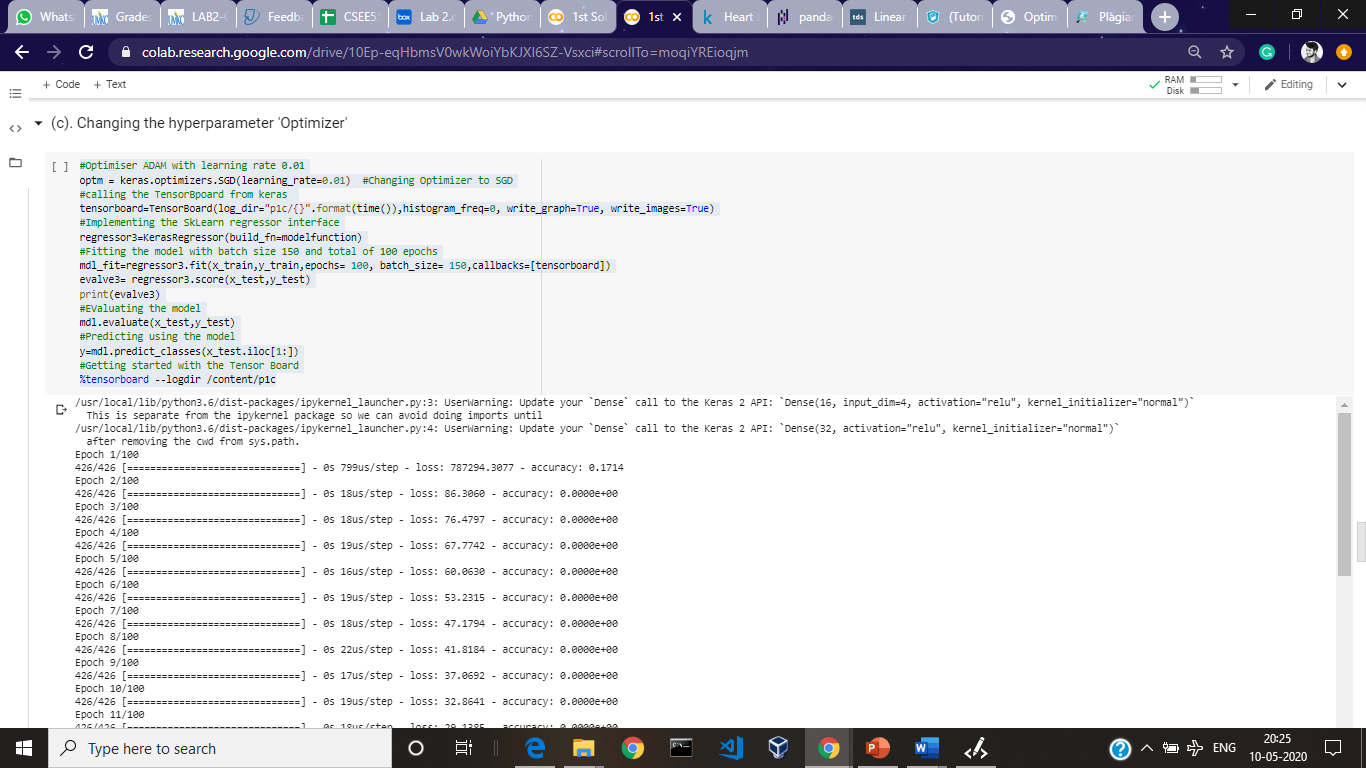 Whats
Grades
LAB2-(
Feedb
CSEE5
Lab 2.c
Python
1st Sol
1st
Heart
panda
Linear
(Tutor
Optim
Plagiar
colab.research.google.com/drive/10Ep-eqHbmsV0wkWoiYbKJXI6SZ-Vsxci#scrollTo=moqiYREioqjm
+ Code + Text
RAM
Disk
Editing
(c). Changing the hyperparameter 'Optimizer'
[ ] #Optimiser ADAM with learning rate 0.01
optm = keras.optimizers.SGD(learning_rate=0.01)  #Changing Optimizer to SGD
#calling the TensorBpoard from keras
tensorboard=TensorBoard(log_dir="p1c/{}".format(time()),histogram_freq=0, write_graph=True, write_images=True)
#Implementing the SkLearn regressor interface
regressor3=KerasRegressor(build_fn=modelfunction)
#Fitting the model with batch size 150 and total of 100 epochs
mdl_fit=regressor3.fit(x_train,y_train,epochs= 100, batch_size= 150,callbacks=[tensorboard])
evalve3= regressor3.score(x_test,y_test)
print(evalve3)
#EValuating the model
mdl.evaluate(x_test,y_test)
#Predicting using the model
y=mdl.predict_classes(x_test.iloc[1:])
#Getting started with the Tensor Board
%tensorboard --logdir /content/p1c
/usr/local/lib/python3.6/dist-packages/ipykernel_launcher.py:3: UserWarning: Update your `Dense` call to the Keras 2 API: `Dense(16, input_dim=4, activation="relu", kernel_initializer="normal")`
This is separate from the ipykernel package so we can avoid doing imports until
/usr/local/lib/python3.6/dist-packages/ipykernel_launcher.py:4: UserWarning: Update your `Dense` call to the Keras 2 API: `Dense(32, activation="relu", kernel_initializer="normal")`
after removing the cwd from sys.path.
Epoch 1/100
426/426 [==============================] - 0s 799us/step - loss: 787294.3077 - accuracy: 0.1714
Epoch 2/100
426/426 [==============================] - 0s 18us/step - loss: 86.3060 - accuracy: 0.0000e+00
Epoch 3/100
426/426 [==============================] - 0s 18us/step - loss: 76.4797 - accuracy: 0.0000e+00
Epoch 4/100
426/426 [==============================] - 0s 19us/step - loss: 67.7742 - accuracy: 0.0000e+00
Epoch 5/100
426/426 [==============================] - 0s 16us/step - loss: 60.0630 - accuracy: 0.0000e+00
Epoch 6/100
426/426 [==============================] - 0s 19us/step - loss: 53.2315 - accuracy: 0.0000e+00
Epoch 7/100
426/426 [==============================] - 0s 18us/step - loss: 47.1794 - accuracy: 0.0000e+00
Epoch 8/100
426/426 [==============================] - 0s 22us/step - loss: 41.8184 - accuracy: 0.0000e+00
Epoch 9/100
426/426 [==============================] - 0s 17us/step - loss: 37.0692 - accuracy: 0.0000e+00
Epoch 10/100
426/426 [==============================] - 0s 19us/step - loss: 32.8641 - accuracy: 0.0000e+00
Epoch 11/100
426/426 [==============================] - 0s 18us/step - loss: 29.1385 - accuracy: 0.0000e+00
Type here to search
ENG
20:25
10-05-2020